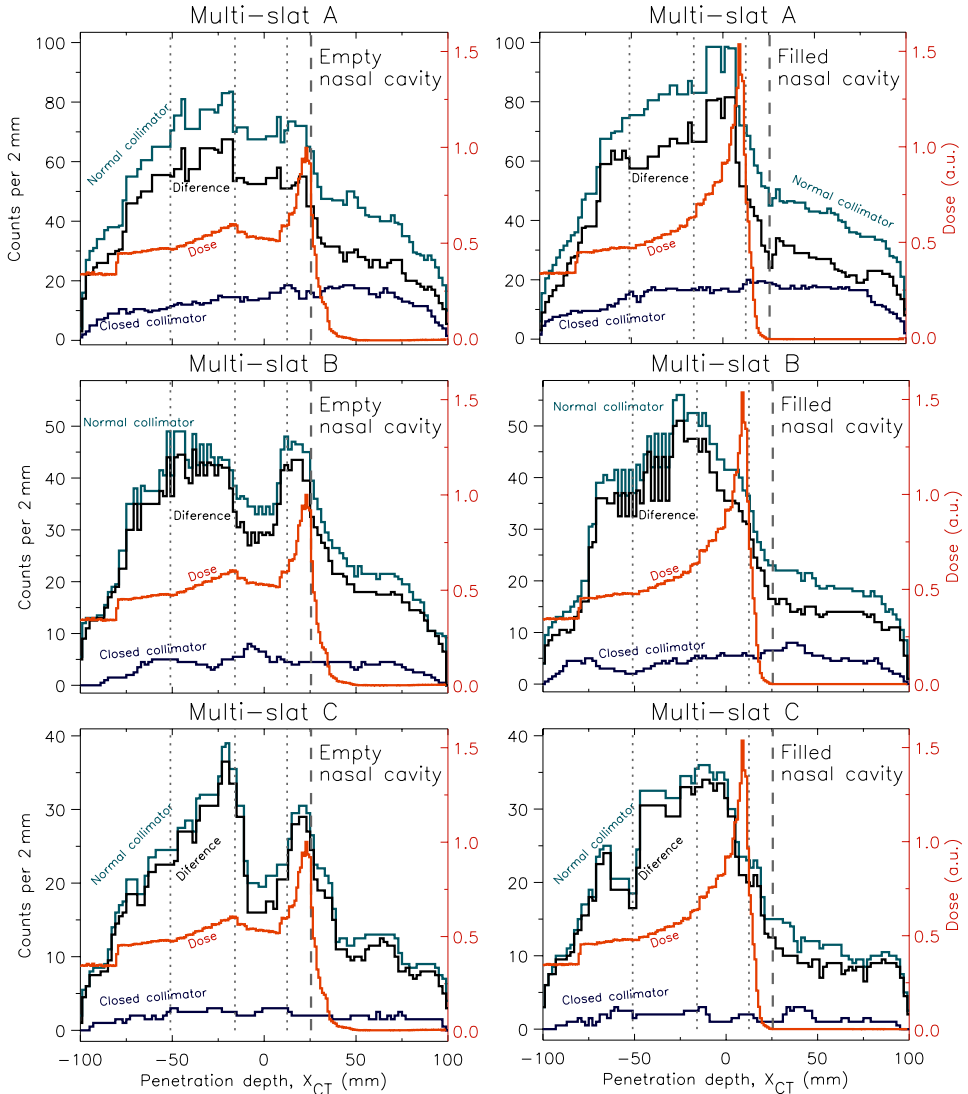 Multi-slat A
Multi-slat A
100
80
60
40
20
0
Counts per 2 mm
Normal collimator
Diference
Dose
Closed collimator
Empty
nasal cavity
1.5
1.0
0.5
0.0
100
80
60
40
20
0
Normal collimator
Diference
Dose
Closed collimator
Filled
nasal cavity
1.5
1.0
0.5
0.0
Dose (a.u.)
Multi-slat B
Multi-slat B
50
40
30
20
10
0
Counts per 2 mm
Normal collimator
Diference
Dose
Closed collimator
Empty
nasal cavity
1.5
1.0
0.5
0.0
50
40
30
20
10
0
Normal collimator
Diference
Dose
Closed collimator
Filled
nasal cavity
1.5
1.0
0.5
0.0
Dose (a.u.)
Multi-slat C
Multi-slat C
40
30
20
10
0
Counts per 2 mm
Normal collimator
Diference
Dose
Closed collimator
Empty
nasal cavity
1.5
1.0
0.5
0.0
-100
-50
0
50
100
Penetration depth, XCT (mm)
40
30
20
10
0
Normal collimator
Diference
Dose
Closed collimator
Filled
nasal cavity
1.5
1.0
0.5
0.0
Dose (a.u.)
-100
-50
0
50
100
Penetration depth, XCT (mm)